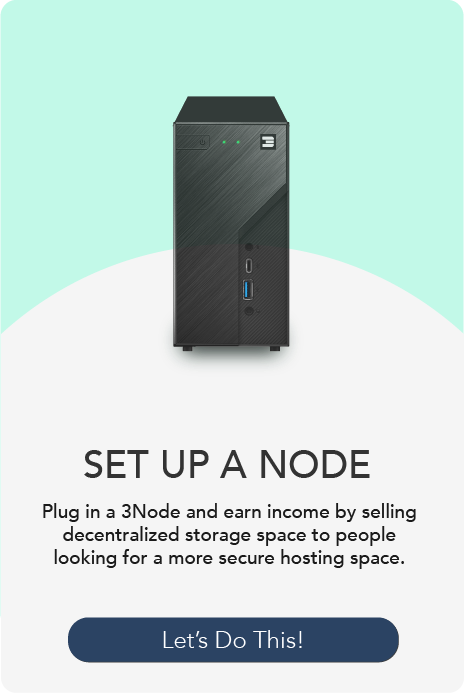 3
SET UP A NODE
Plug in a 3Node and earn income by selling
decentralized storage space to people
looking for a more secure hosting space.
Let's Do This!